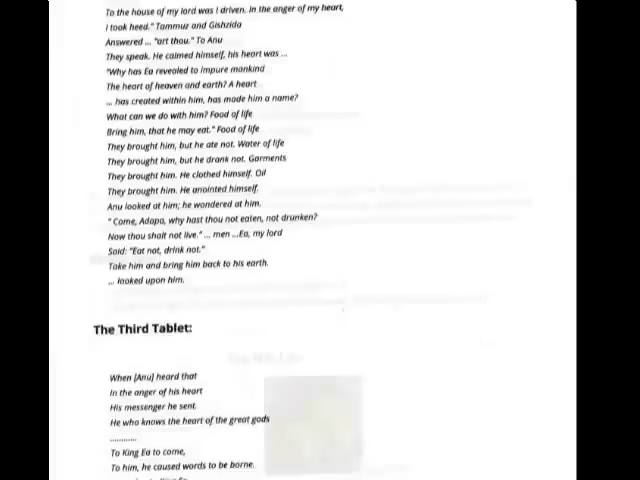 To the house of my lord was I driven. In the anger of my heart,
I took heed." Tammuz and Gishzida
Answered ... "art thou." To Anu
They speak. He calmed himself, his heart was ...
"Why has Ea revealed to impure mankind
The heart of heaven and earth? A heart
... has created within him, has made him a name?
What can we do with him? Food of life
Bring him, that he may eat." Food of life
They brought him, but he ate not. Water of life
They brought him, but he drank not. Garments
They brought him. He clothed himself. Oil
They brought him. He anointed himself.
Anu looked at him; he wondered at him.
" Come, Adapa, why hast thou not eaten, not drunken?
Now thou shalt not live." ... men ...Ea, my lord
Said: "Eat not, drink not."
Take him and bring him back to his earth.
... looked upon him.
The Third Tablet:
When [Anu] heard that
In the anger of his heart
His messenger he sent.
He who knows the heart of the great gods
............
To King Ea to come,
To him, he caused words to be borne.